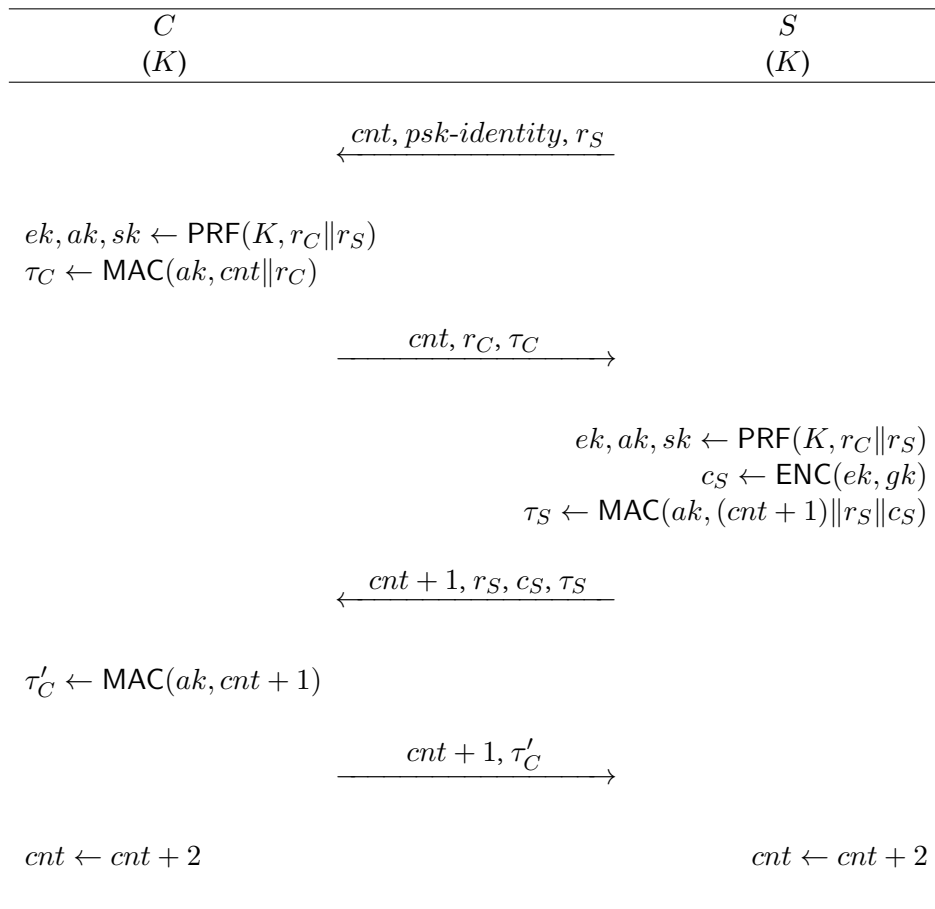 C S
(K) (K)
cnt, psk-identity, r_S
ek, ak, sk ← PRF(K, r_C‖r_S)
τ_C ← MAC(ak, cnt‖r_C)
cnt, r_C, τ_C
ek, ak, sk ← PRF(K, r_C‖r_S)
c_S ← ENC(ek, gk)
τ_S ← MAC(ak, (cnt + 1)‖r_S‖c_S)
cnt + 1, r_S, c_S, τ_S
τ′_C ← MAC(ak, cnt + 1)
cnt + 1, τ′_C
cnt ← cnt + 2 cnt ← cnt + 2